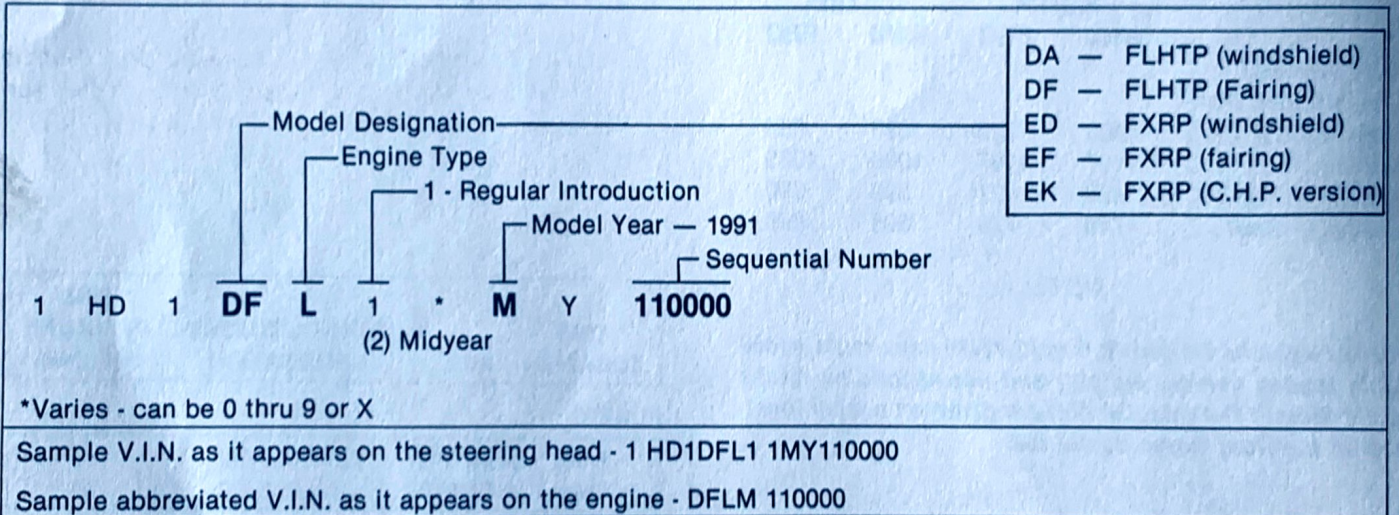 DA — FLHTP (windshield)
DF — FLHTP (Fairing)
ED — FXRP (windshield)
EF — FXRP (fairing)
EK — FXRP (C.H.P. version)
Model Designation
Engine Type
1 - Regular Introduction
Model Year — 1991
Sequential Number
1 HD 1 DF L 1 * M Y 110000
(2) Midyear
*Varies - can be 0 thru 9 or X
Sample V.I.N. as it appears on the steering head - 1 HD1DFL1 1MY110000
Sample abbreviated V.I.N. as it appears on the engine - DFLM 110000